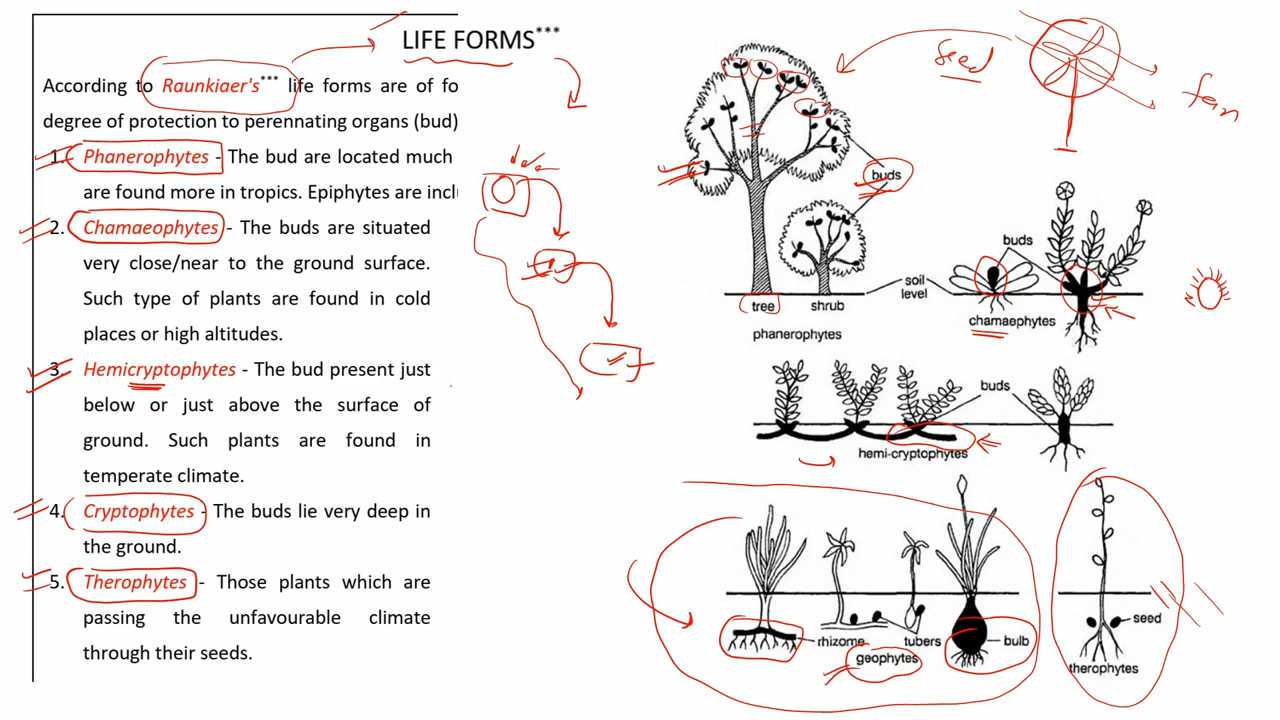 LIFE FORMS***
According to Raunkiaer's*** life forms are of fo
degree of protection to perennating organs (bud)
1. Phanerophytes - The bud are located much
are found more in tropics. Epiphytes are incl
2. Chamaeophytes - The buds are situated
very close/near to the ground surface.
Such type of plants are found in cold
places or high altitudes.
3. Hemicryptophytes - The bud present just
below or just above the surface of
ground. Such plants are found in
temperate climate.
4. Cryptophytes - The buds lie very deep in
the ground.
5. Therophytes - Those plants which are
passing the unfavourable climate
through their seeds.
seed
buds
tree
shrub
soil
level
phanerophytes
buds
chamaephytes
buds
hemi-cryptophytes
rhizome
tubers
bulb
geophytes
seed
therophytes